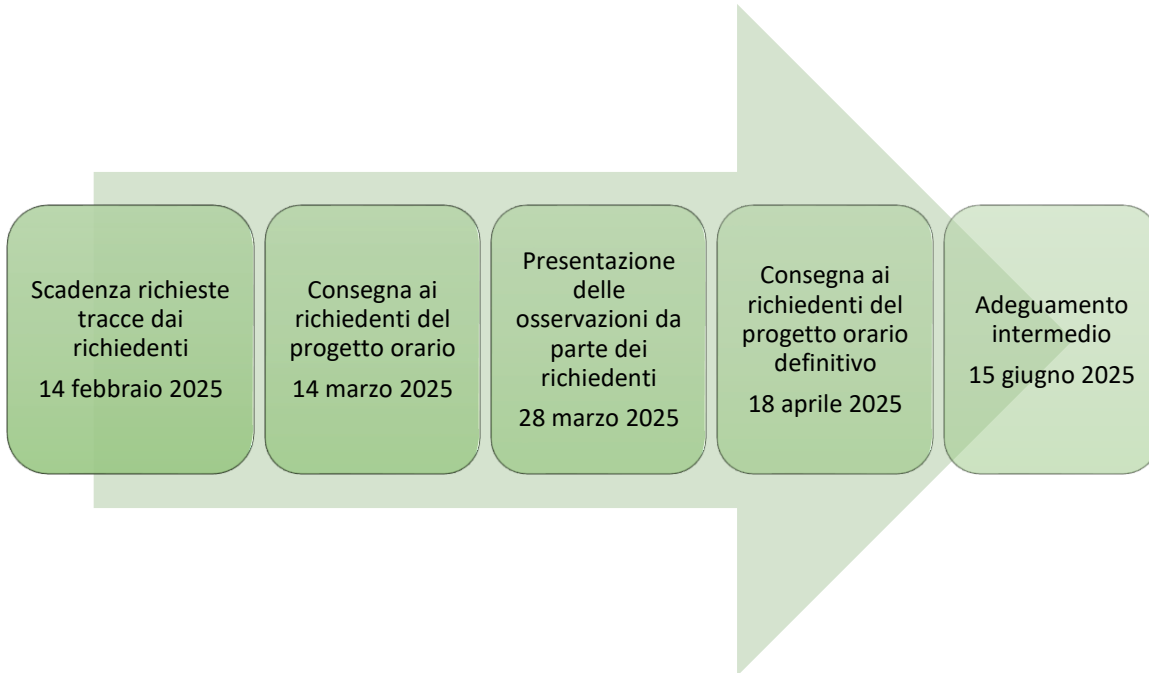 Scadenza richieste
tracce dai
richiedenti
14 febbraio 2025
Consegna ai
richiedenti del
progetto orario
14 marzo 2025
Presentazione
delle
osservazioni da
parte dei
richiedenti
28 marzo 2025
Consegna ai
richiedenti del
progetto orario
definitivo
18 aprile 2025
Adeguamento
intermedio
15 giugno 2025